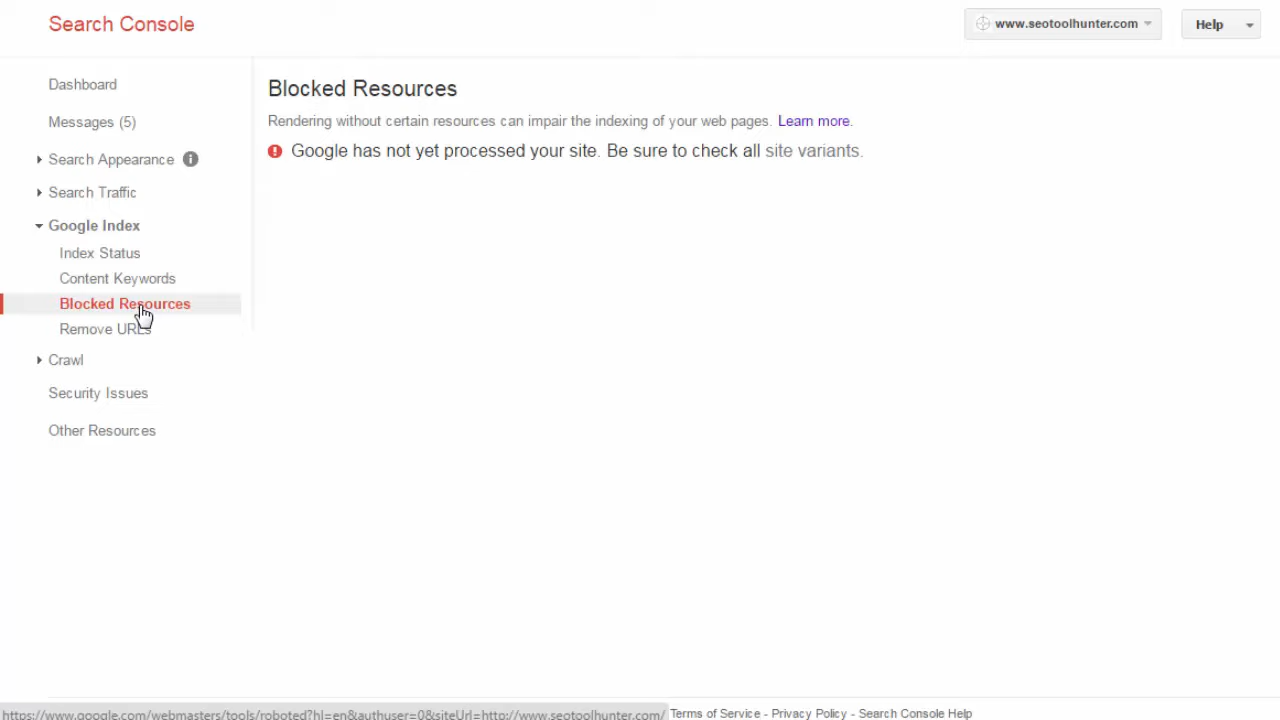 Search Console
www.seotoolhunter.com
Help
Dashboard
Messages (5)
Search Appearance
Search Traffic
Google Index
Index Status
Content Keywords
Blocked Resources
Remove URLs
Crawl
Security Issues
Other Resources
Blocked Resources
Rendering without certain resources can impair the indexing of your web pages. Learn more.
Google has not yet processed your site. Be sure to check all site variants.
https://www.google.com/webmasters/tools/roboted?hl=en&authuser=0&siteUrl=http://www.seotoolhunter.com/
Terms of Service - Privacy Policy - Search Console Help